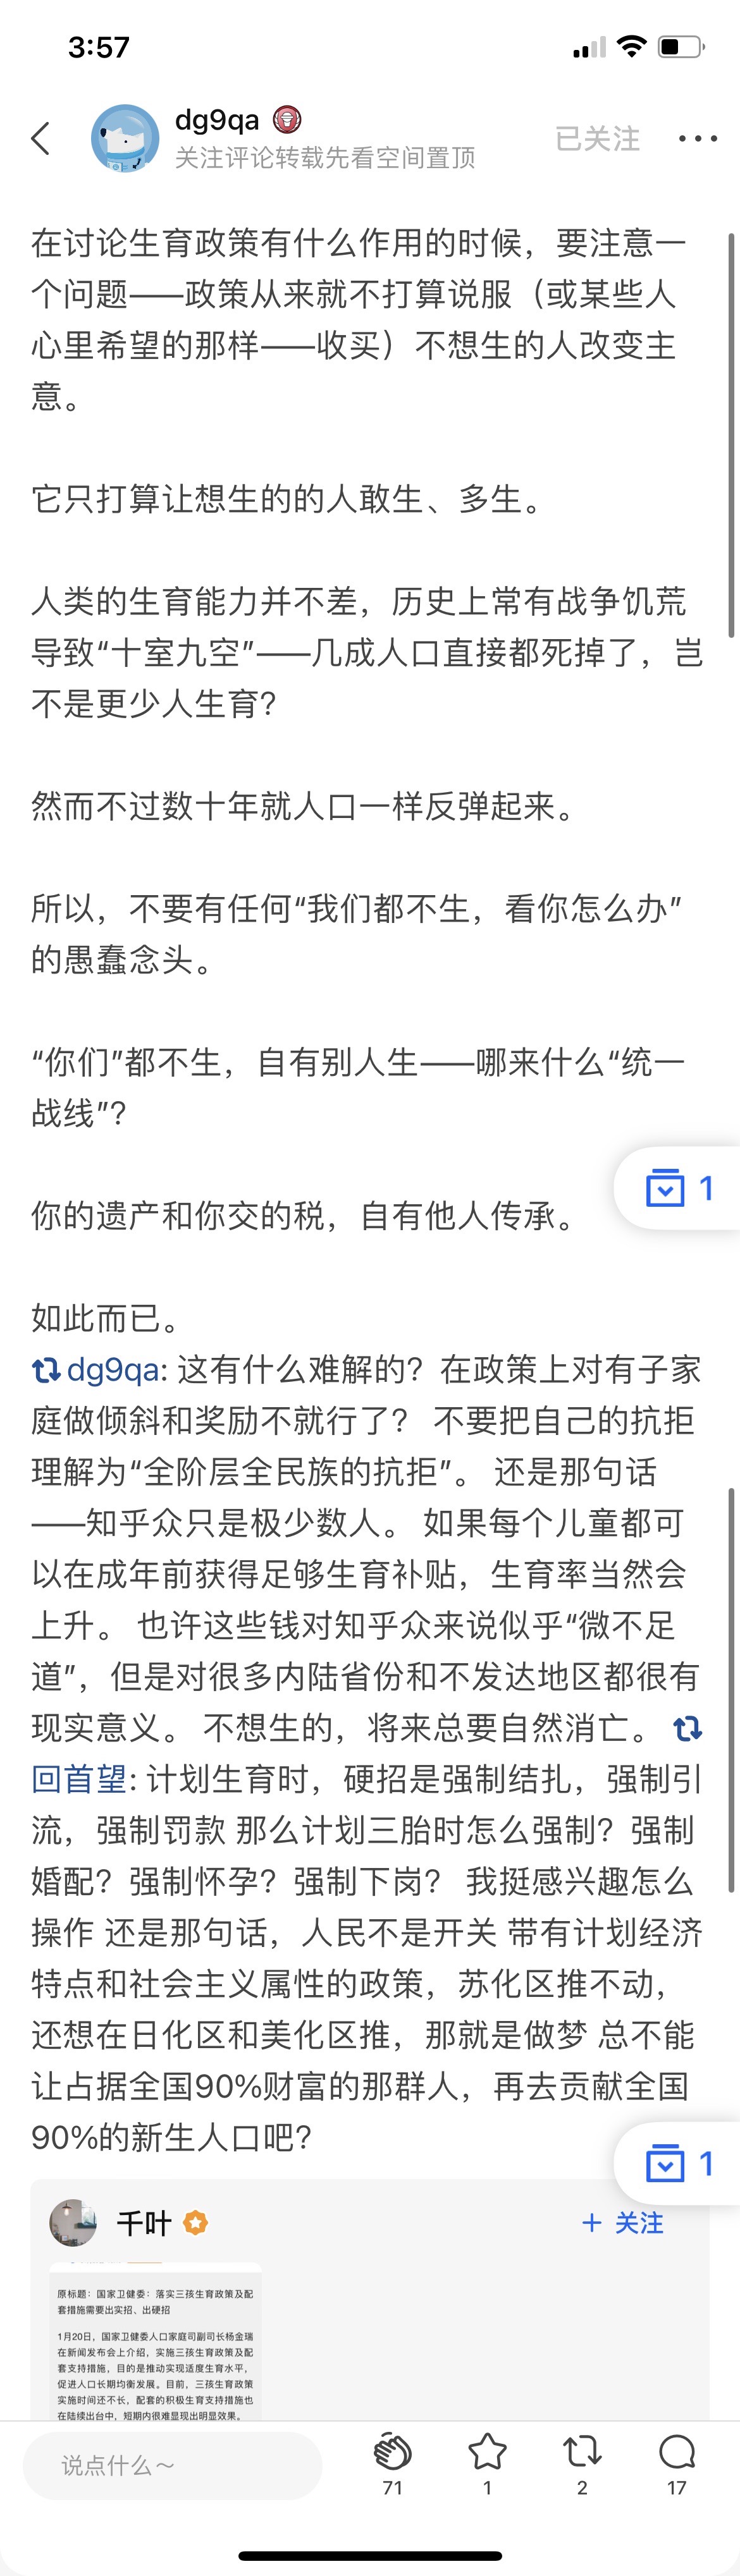 3:57
dg9qa
关注评论转载先看空间置顶
已关注
在讨论生育政策有什么作用的时候，要注意一
个问题——政策从来就不打算说服（或某些人
心里希望的那样——收买）不想生的人改变主
意。
它只打算让想生的的人敢生、多生。
人类的生育能力并不差，历史上常有战争饥荒
导致“十室九空”——几成人口直接都死掉了，岂
不是更少人生育？
然而不过数十年就人口一样反弹起来。
所以，不要有任何“我们都不生，看你怎么办”
的愚蠢念头。
“你们”都不生，自有别人生——哪来什么“统一
战线”？
1
你的遗产和你交的税，自有他人传承。
如此而已。
dg9qa: 这有什么难解的？在政策上对有子家
庭做倾斜和奖励不就行了？ 不要把自己的抗拒
理解为“全阶层全民族的抗拒”。 还是那句话
——知乎众只是极少数人。 如果每个儿童都可
以在成年前获得足够生育补贴，生育率当然会
上升。 也许这些钱对知乎众来说似乎“微不足
道”，但是对很多内陆省份和不发达地区都很有
现实意义。 不想生的，将来总要自然消亡。
回首望: 计划生育时，硬招是强制结扎，强制引
流，强制罚款 那么计划三胎时怎么强制？强制
婚配？强制怀孕？强制下岗？ 我挺感兴趣怎么
操作 还是那句话，人民不是开关 带有计划经济
特点和社会主义属性的政策，苏化区推不动，
还想在日化区和美化区推，那就是做梦 总不能
让占据全国90%财富的那群人，再去贡献全国
90%的新生人口吧？
1
千叶
+ 关注
原标题：国家卫健委：落实三孩生育政策及配
套措施需要出实招、出硬招
1月20日，国家卫健委人口家庭司副司长杨金瑞
在新闻发布会上介绍，实施三孩生育政策及配
套支持措施，目的是推动实现适度生育水平，
促进人口长期均衡发展。目前，三孩生育政策
实施时间还不长，配套的积极生育支持措施也
在陆续出台中，短期内很难显现出明显效果。
说点什么～
71
1
2
17